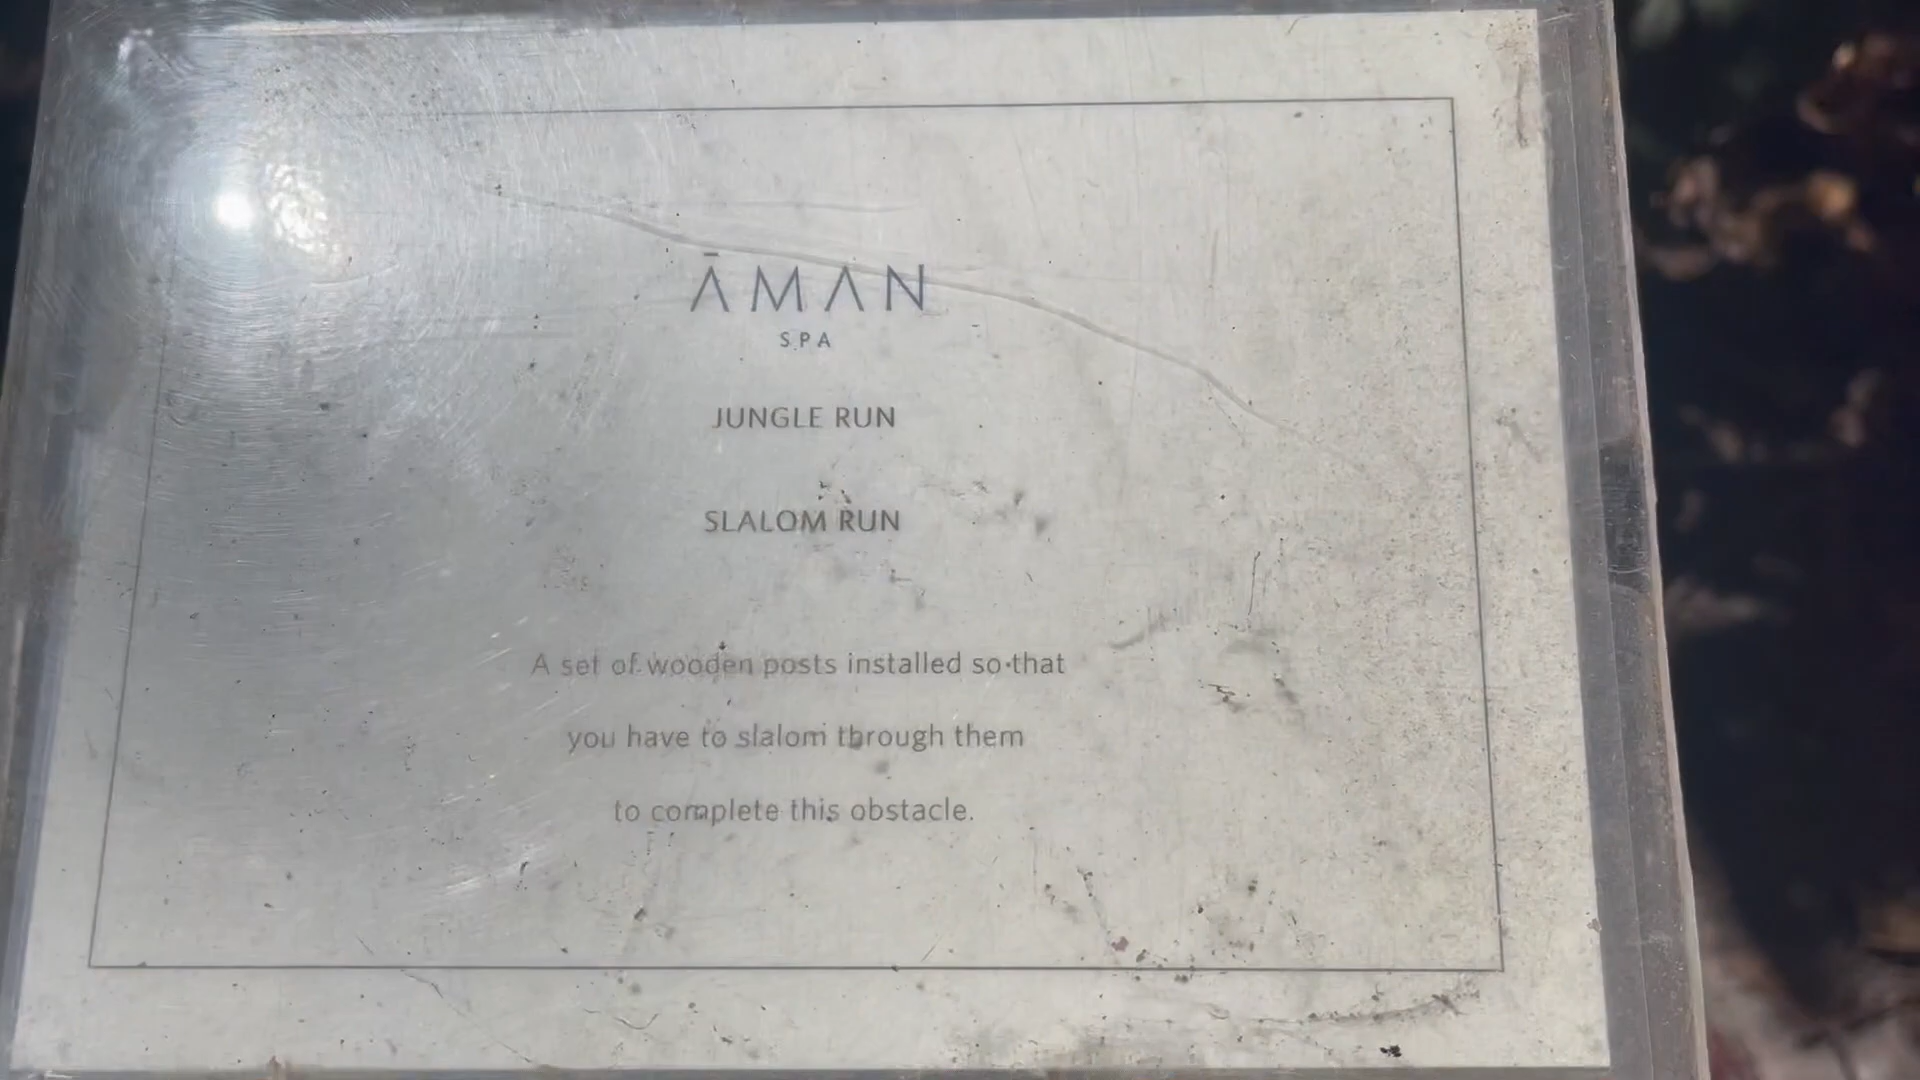 ĀMAN
SPA
JUNGLE RUN
SLALOM RUN
A set of wooden posts installed so that
you have to slalom through them
to complete this obstacle.